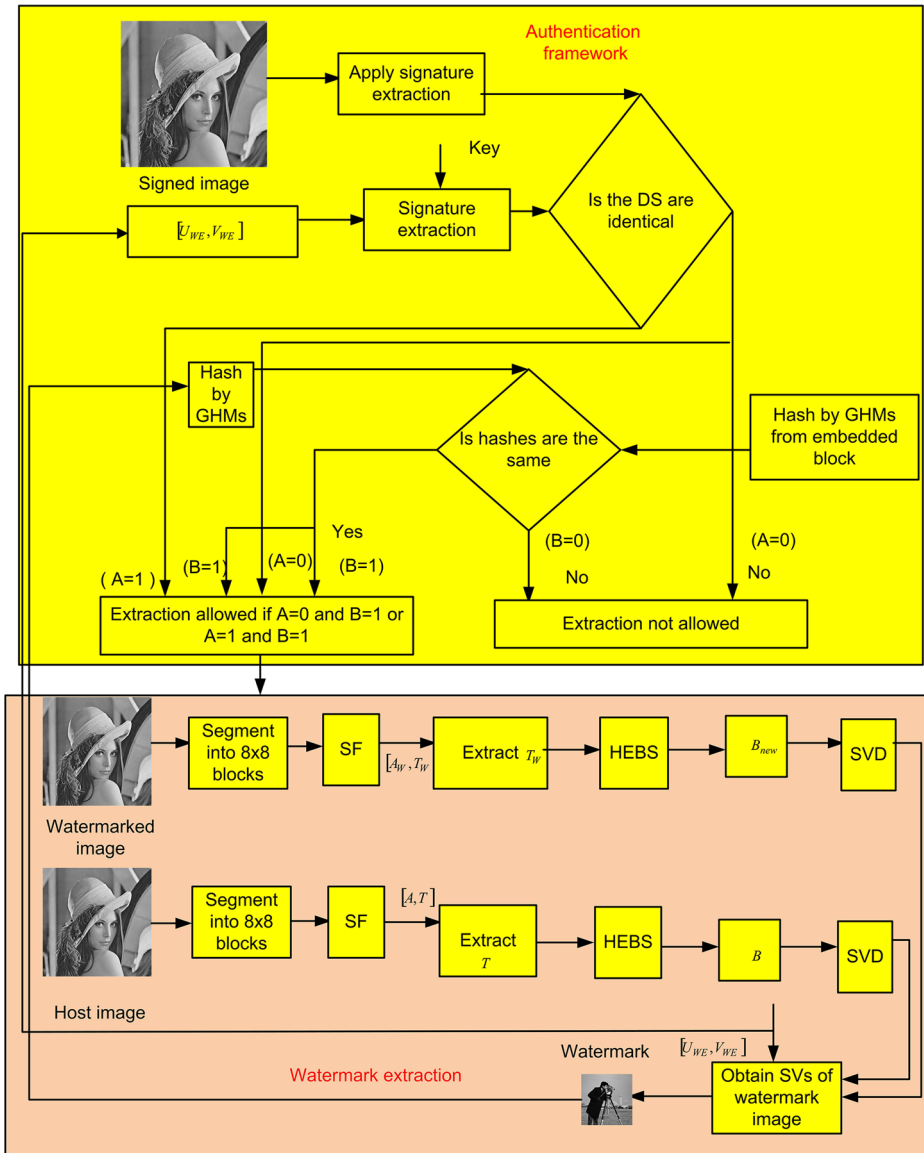 Authentication
framework
Apply signature
extraction
Key
Signed image
Is the DS are
identical
Signature
extraction
[U_WE, V_WE]
Hash
by
GHMs
Hash by GHMs
from embedded
block
Is hashes are the
same
Yes
(B=0)
(A=0)
(A=1)
(B=1)
(A=0)
(B=1)
No
No
Extraction allowed if A=0 and B=1 or
A=1 and B=1
Extraction not allowed
Segment
into 8x8
blocks
SF
[A_W, T_W
Extract T_W
HEBS
B_new
SVD
Watermarked
image
Segment
into 8x8
blocks
SF
[A, T]
Extract
T
HEBS
B
SVD
Host image
Watermark
[U_WE, V_WE]
Watermark extraction
Obtain SVs of
watermark
image